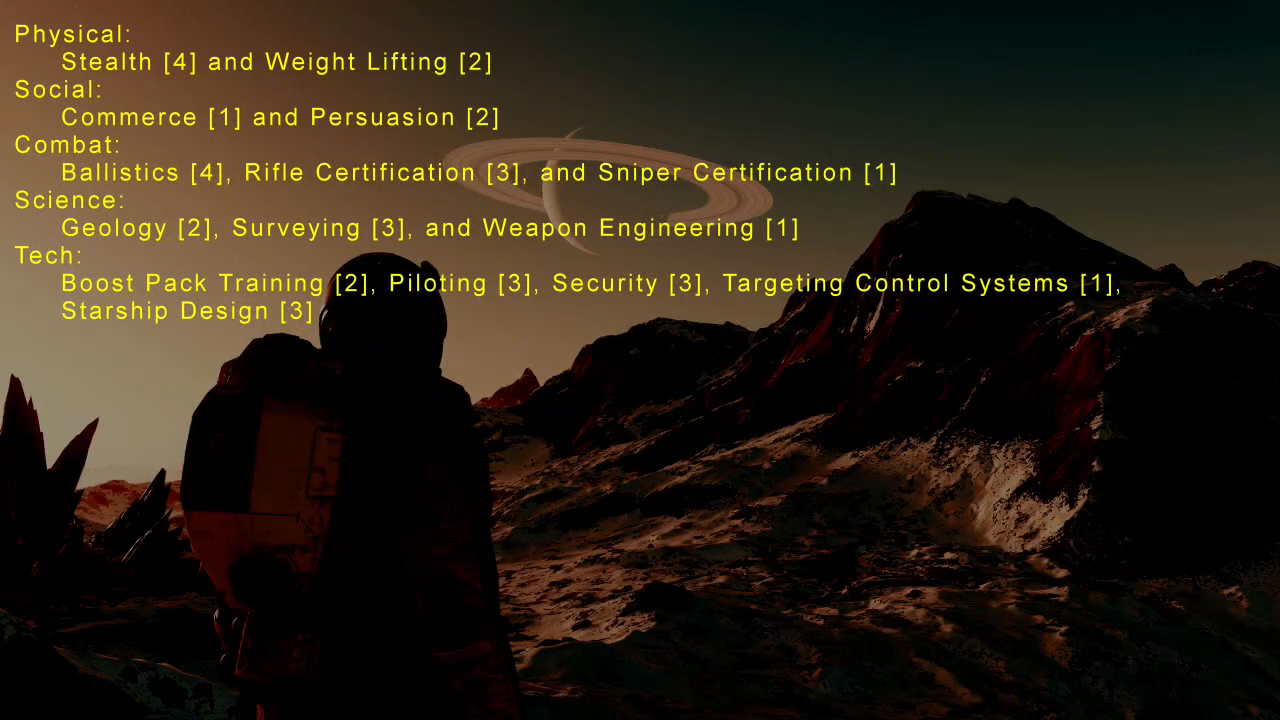 Physical:
Stealth [4] and Weight Lifting [2]
Social:
Commerce [1] and Persuasion [2]
Combat:
Ballistics [4], Rifle Certification [3], and Sniper Certification [1]
Science:
Geology [2], Surveying [3], and Weapon Engineering [1]
Tech:
Boost Pack Training [2], Piloting [3], Security [3], Targeting Control Systems [1],
Starship Design [3]